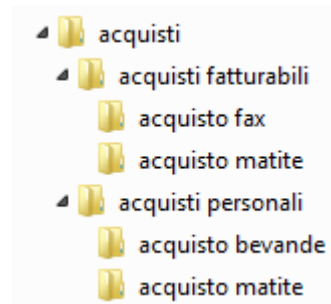 acquisti
acquisti fatturabili
acquisto fax
acquisto matite
acquisti personali
acquisto bevande
acquisto matite